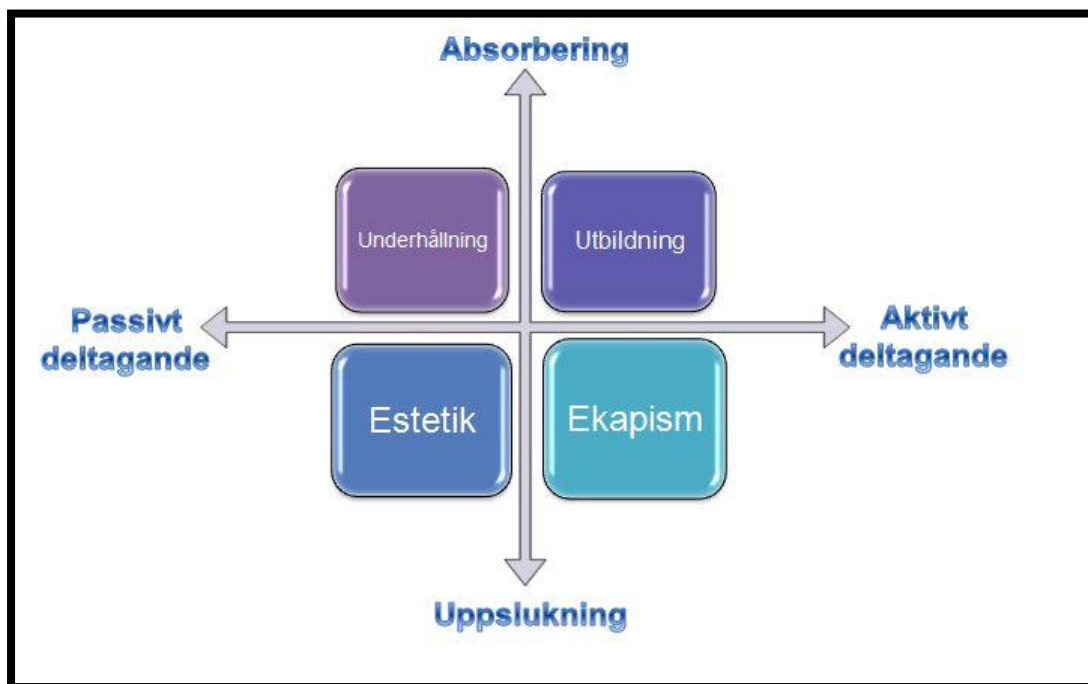 Absorbering
Underhållning
Utbildning
Passivt
deltagande
Aktivt
deltagande
Estetik
Ekapism
Uppslukning